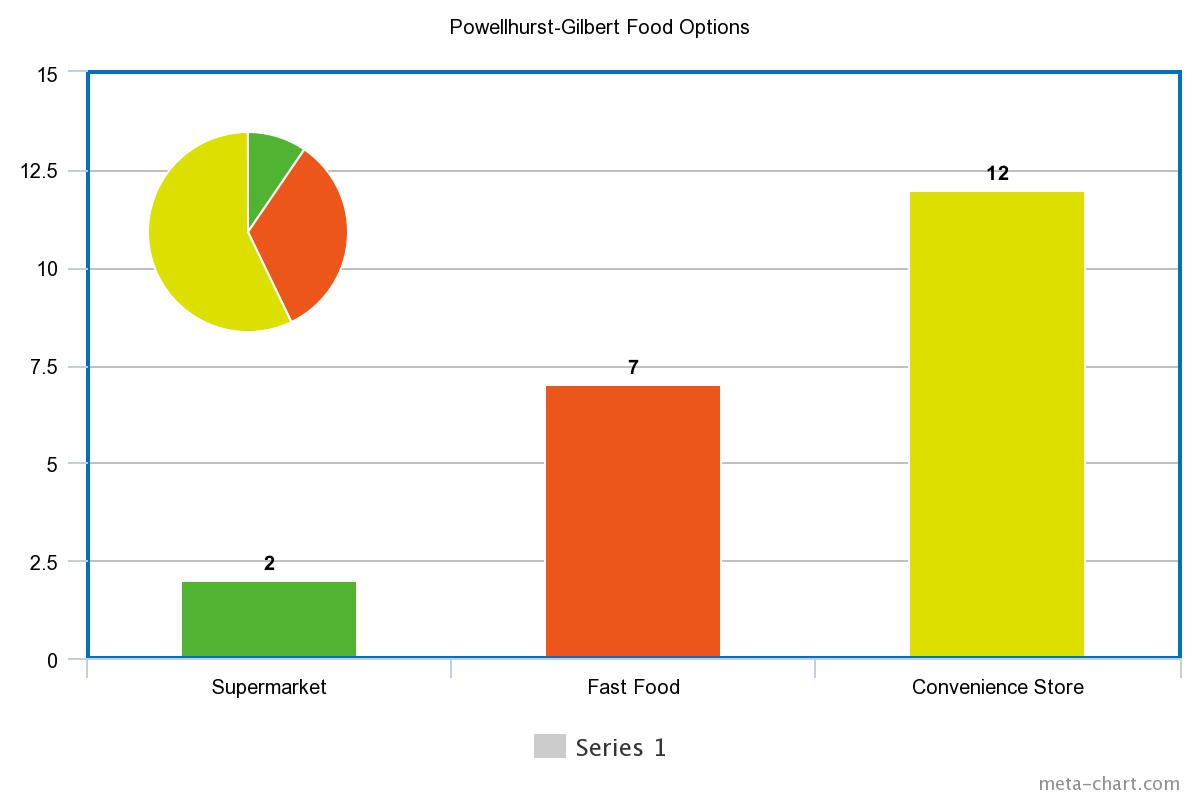 Powellhurst-Gilbert Food Options
15
12.5
10
7.5
5
2.5
0
2
7
12
Supermarket
Fast Food
Convenience Store
Series 1
meta-chart.com